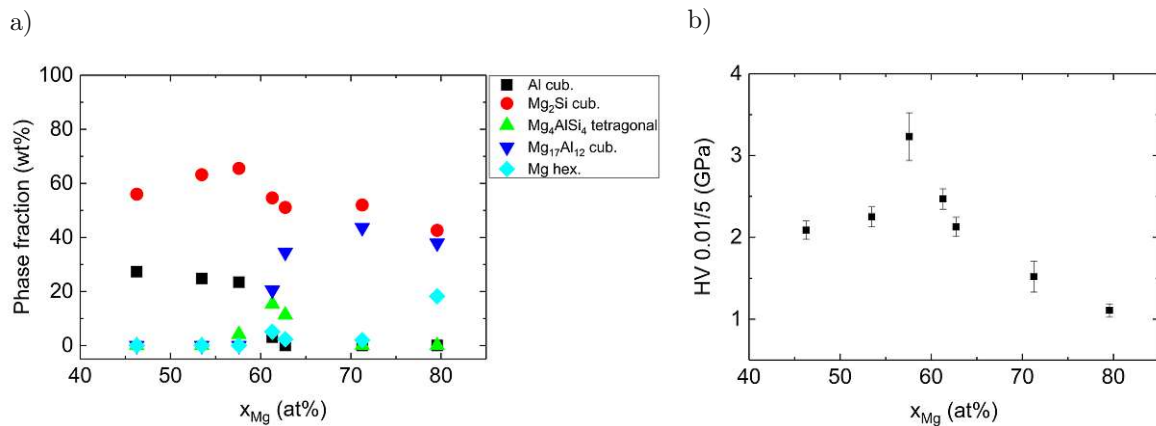 a)
100
80
60
40
20
0
40
50
60
70
80
Phase fraction (wt%)
x_Mg (at%)
Al cub.
Mg₂Si cub.
Mg₄AlSi₄ tetragonal
Mg₁₇Al₁₂ cub.
Mg hex.
b)
4
3
2
1
40
50
60
70
80
HV 0.01/5 (GPa)
x_Mg (at%)